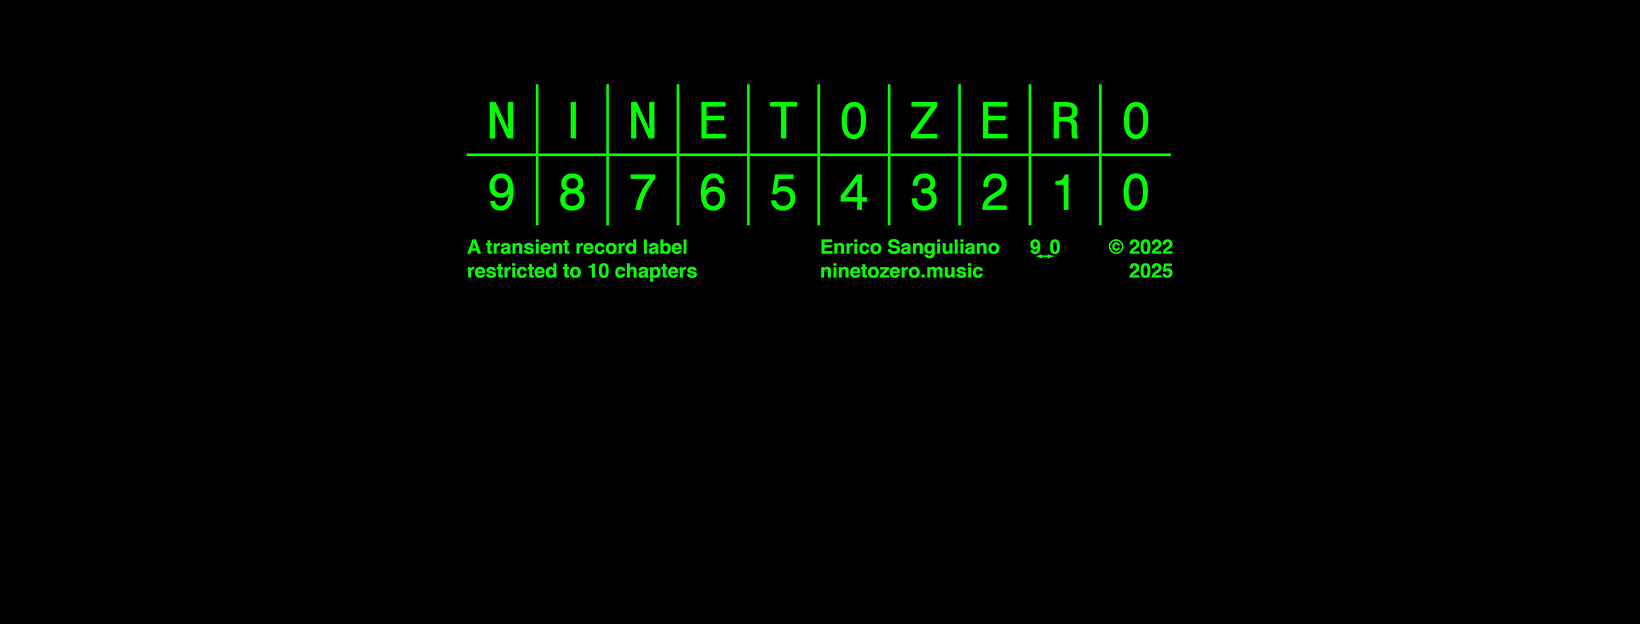 N I N E T O Z E R O
9 8 7 6 5 4 3 2 1 0
A transient record label
restricted to 10 chapters
Enrico Sangiuliano
ninetozero.music
9_0
© 2022
2025